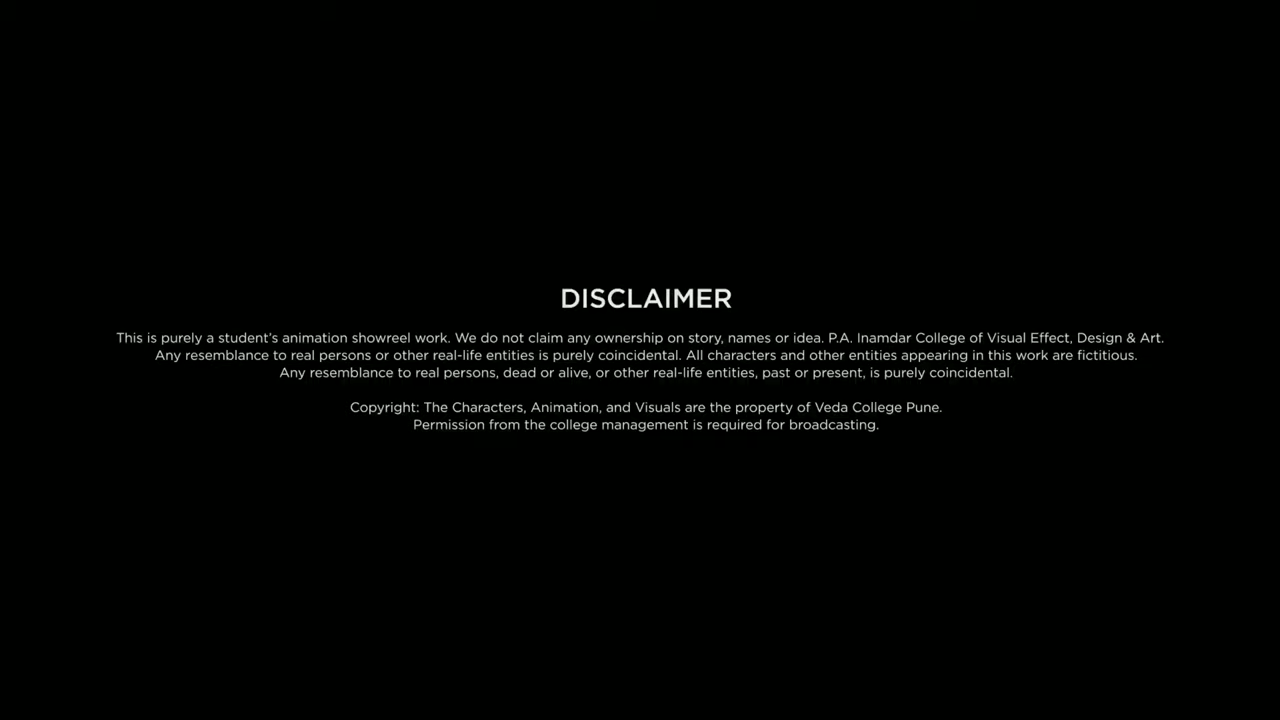 DISCLAIMER
This is purely a student's animation showreel work. We do not claim any ownership on story, names or idea. P.A. Inamdar College of Visual Effect, Design & Art.
Any resemblance to real persons or other real-life entities is purely coincidental. All characters and other entities appearing in this work are fictitious.
Any resemblance to real persons, dead or alive, or other real-life entities, past or present, is purely coincidental.
Copyright: The Characters, Animation, and Visuals are the property of Veda College Pune.
Permission from the college management is required for broadcasting.